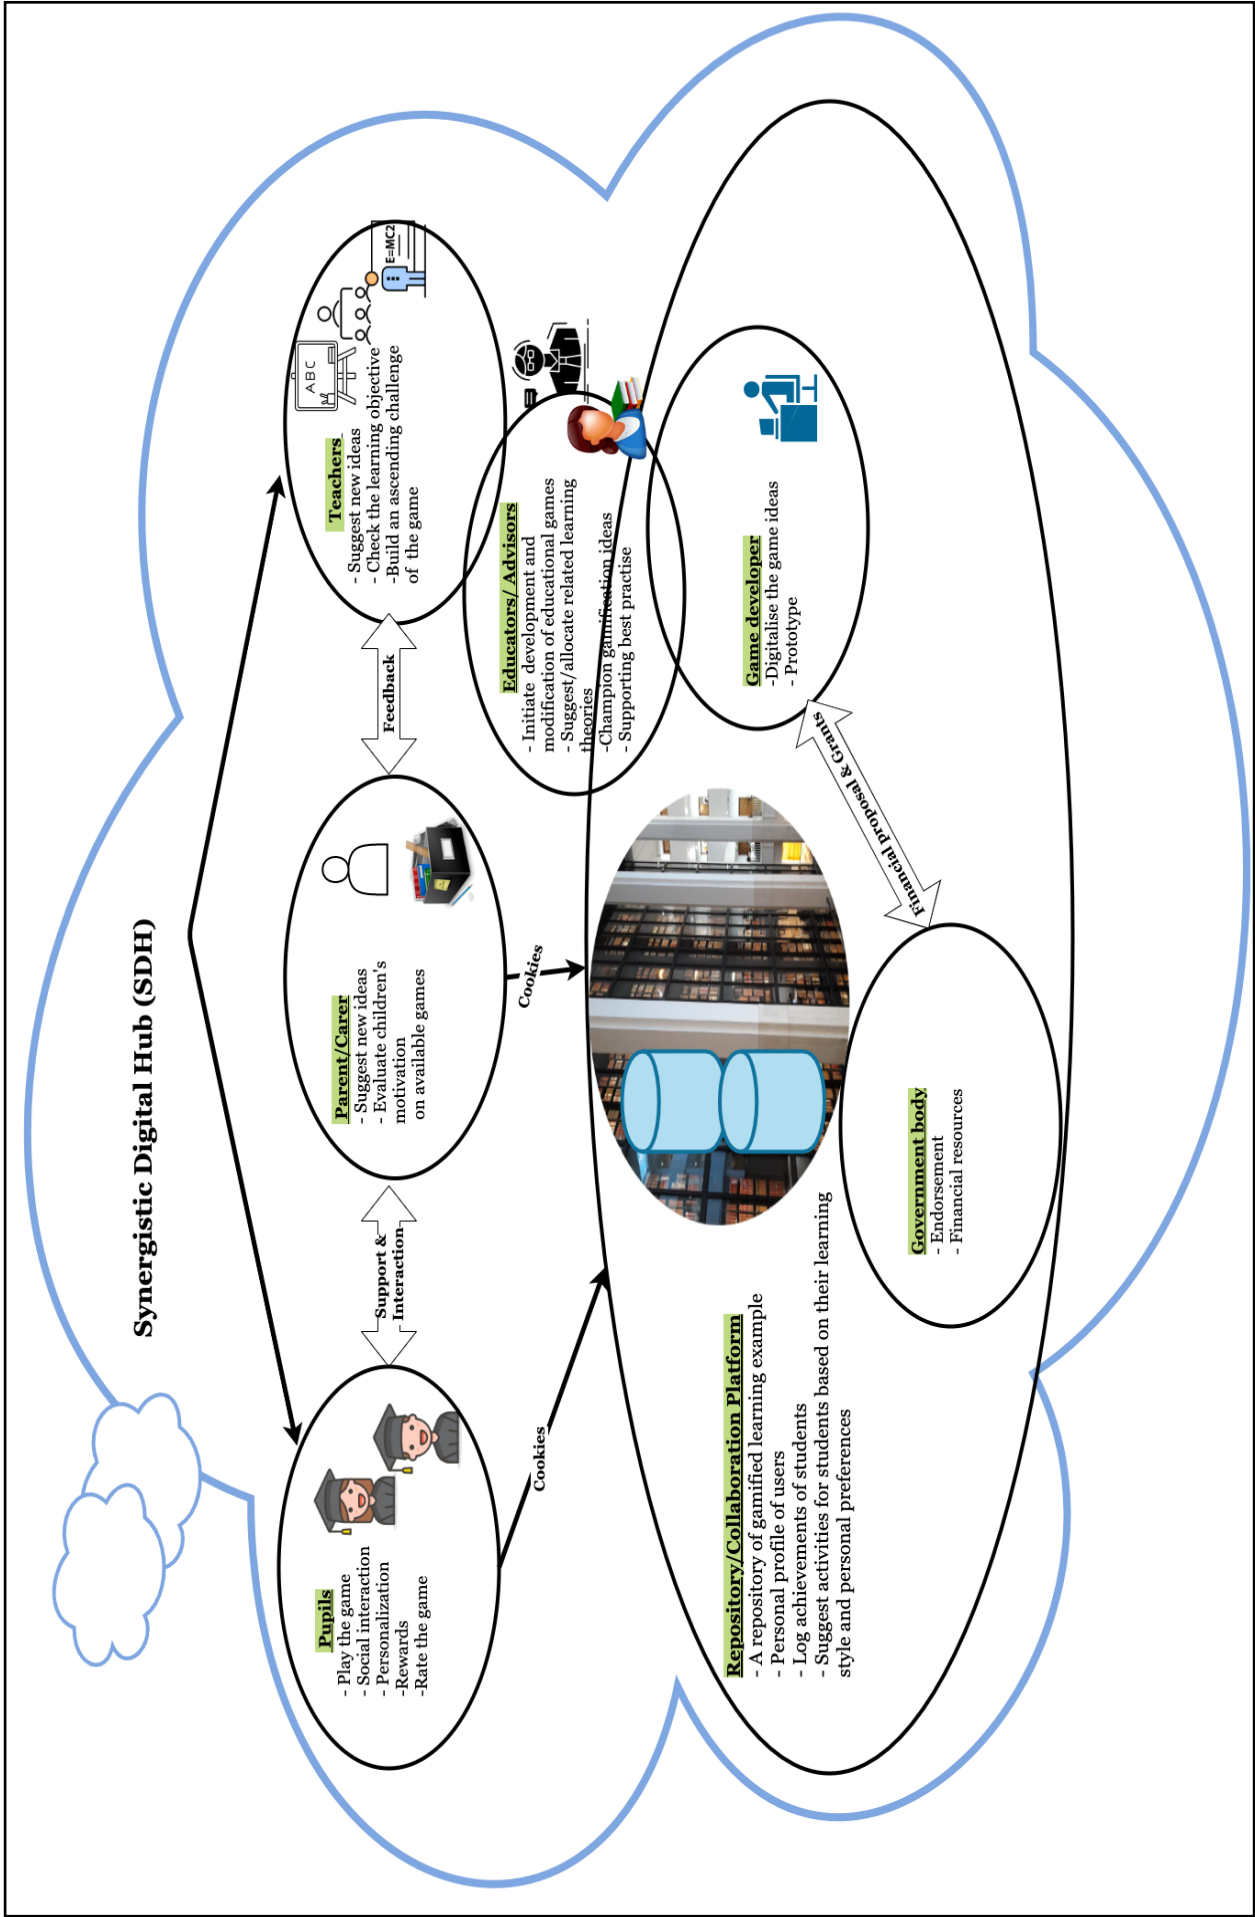 Synergistic Digital Hub (SDH)
Pupils
- Play the game
- Social interaction
- Personalization
-Rewards
-Rate the game
Support &
Interaction
Parent/Carer
- Suggest new ideas
- Evaluate children's
motivation
on available games
Feedback
Teachers
- Suggest new ideas
- Check the learning objective
-Build an ascending challenge
of the game
ABC
E=MC2
Cookies
Cookies
Educators/ Advisors
- Initiate development and
modification of educational games
- Suggest/allocate related learning
theories
-Champion gamification ideas
- Supporting best practise
Repository/Collaboration Platform
- A repository of gamified learning example
- Personal profile of users
- Log achievements of students
- Suggest activities for students based on their learning
style and personal preferences
Game developer
-Digitalise the game ideas
- Prototype
Financial proposal & Grants
Government body
- Endorsement
- Financial resources